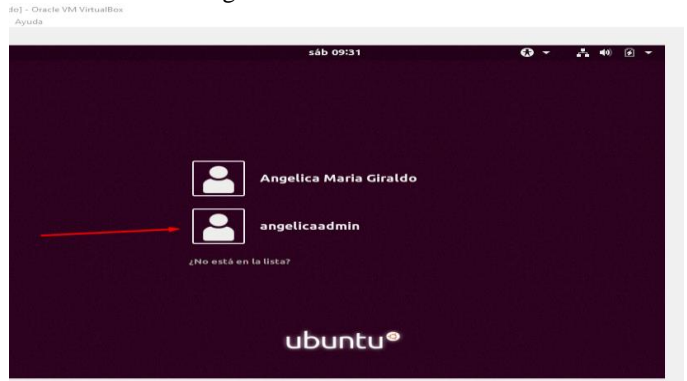 do] - Oracle VM VirtualBox
Ayuda
sáb 09:31
Angelica Maria Giraldo
angelicaadmin
¿No está en la lista?
ubuntu